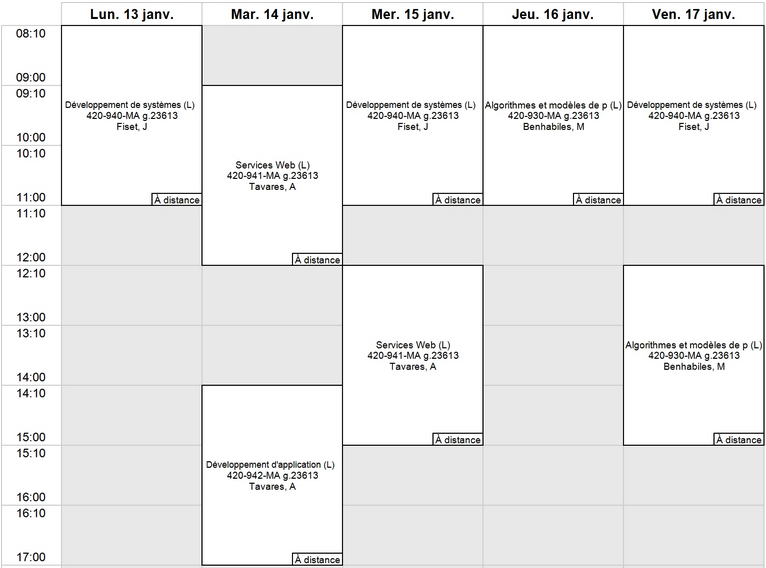 Lun. 13 janv. Mar. 14 janv. Mer. 15 janv. Jeu. 16 janv. Ven. 17 janv.
08:10
09:00
09:10
Développement de systèmes (L)
420-940-MA g.23613
Fiset, J
À distance
Services Web (L)
420-941-MA g.23613
Tavares, A
À distance
Développement de systèmes (L)
420-940-MA g.23613
Fiset, J
À distance
Algorithmes et modèles de p (L)
420-930-MA g.23613
Benhabiles, M
À distance
Développement de systèmes (L)
420-940-MA g.23613
Fiset, J
À distance
10:00
10:10
11:00
11:10
12:00
12:10
13:00
13:10
Services Web (L)
420-941-MA g.23613
Tavares, A
À distance
Algorithmes et modèles de p (L)
420-930-MA g.23613
Benhabiles, M
À distance
14:00
14:10
15:00
15:10
Développement d'application (L)
420-942-MA g.23613
Tavares, A
À distance
16:00
16:10
17:00